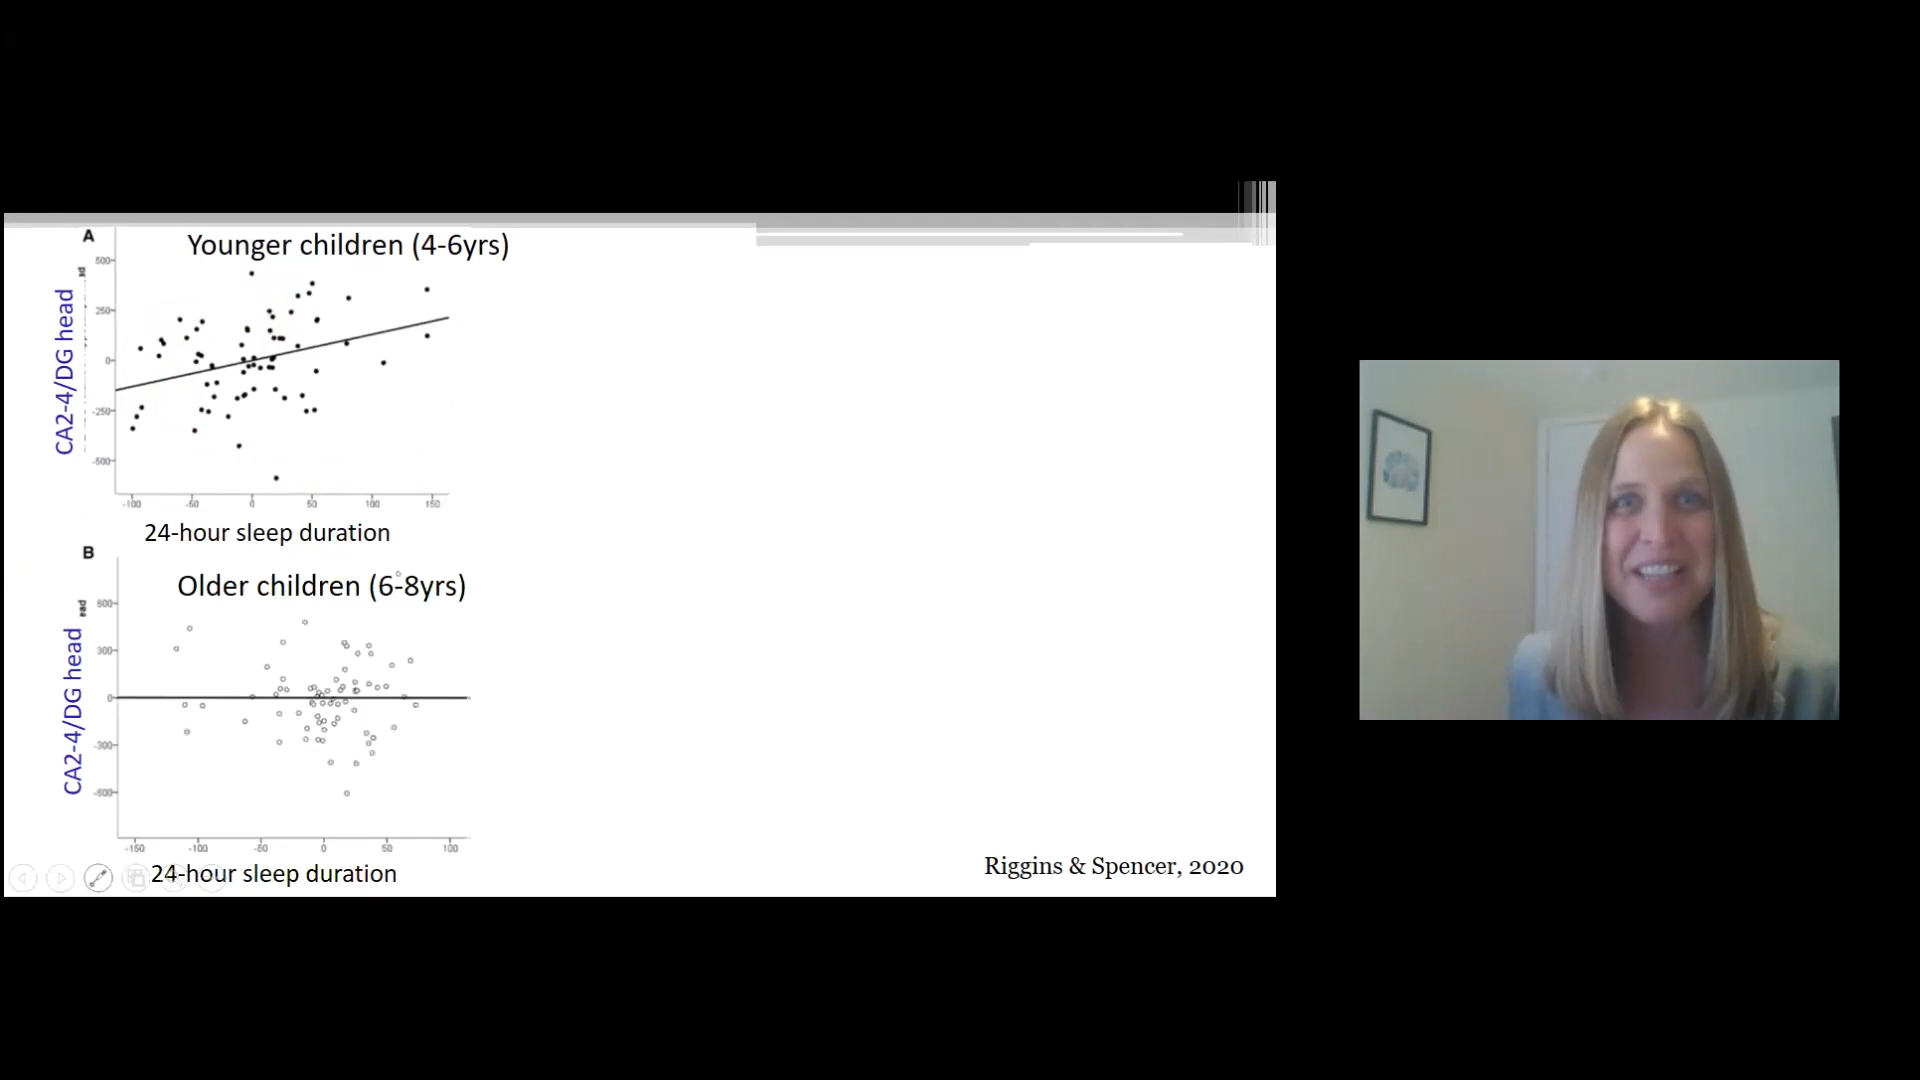 A
Younger children (4-6yrs)
CA2-4/DG head
500
250
0
-250
-500
-100 -50 0 50 100 150
24-hour sleep duration
B
Older children (6-8yrs)
CA2-4/DG head
ead
600
300
0
-300
-600
-150 -100 -50 0 50 100
24-hour sleep duration
Riggins & Spencer, 2020